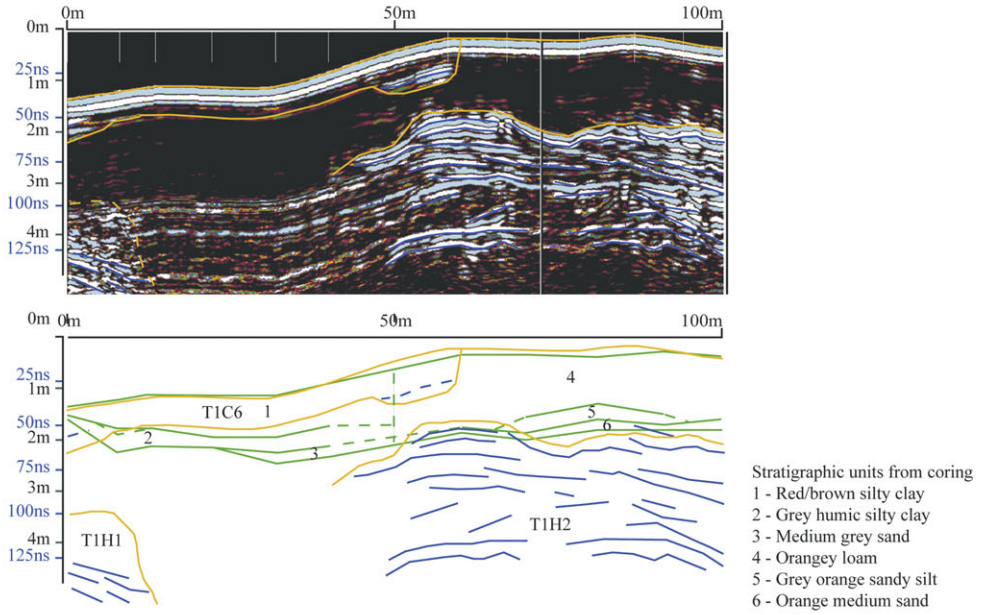 0m 50m 100m
0m
25ns
1m
50ns
2m
75ns
3m
100ns
4m
125ns
0m 50m 100m
0m
25ns
1m
4
T1C6 1
5
50ns
2
6
2m
3
75ns
3m
100ns
T1H2
4m
T1H1
125ns
Stratigraphic units from coring
1 - Red/brown silty clay
2 - Grey humic silty clay
3 - Medium grey sand
4 - Orangey loam
5 - Grey orange sandy silt
6 - Orange medium sand